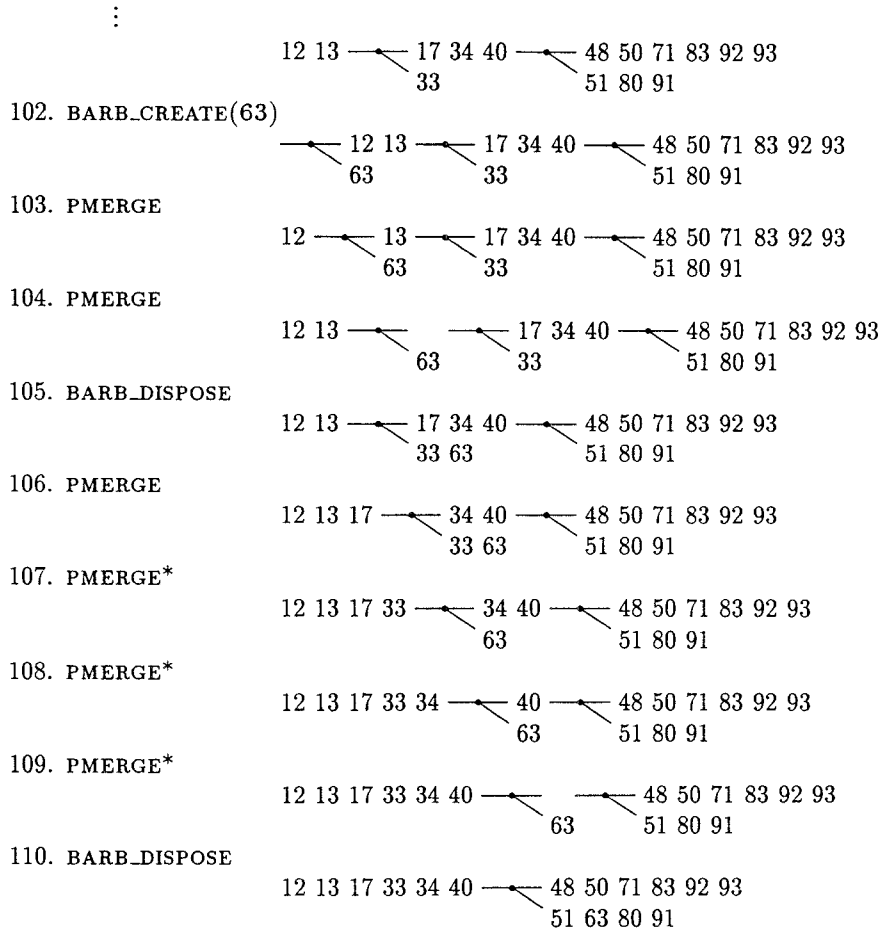 ⋮
12 13 17 34 40 48 50 71 83 92 93
33 51 80 91
102. BARB_CREATE(63)
12 13 17 34 40 48 50 71 83 92 93
63 33 51 80 91
103. PMERGE
12 13 17 34 40 48 50 71 83 92 93
63 33 51 80 91
104. PMERGE
12 13 17 34 40 48 50 71 83 92 93
63 33 51 80 91
105. BARB_DISPOSE
12 13 17 34 40 48 50 71 83 92 93
33 63 51 80 91
106. PMERGE
12 13 17 34 40 48 50 71 83 92 93
33 63 51 80 91
107. PMERGE*
12 13 17 33 34 40 48 50 71 83 92 93
63 51 80 91
108. PMERGE*
12 13 17 33 34 40 48 50 71 83 92 93
63 51 80 91
109. PMERGE*
12 13 17 33 34 40 48 50 71 83 92 93
63 51 80 91
110. BARB_DISPOSE
12 13 17 33 34 40 48 50 71 83 92 93
51 63 80 91